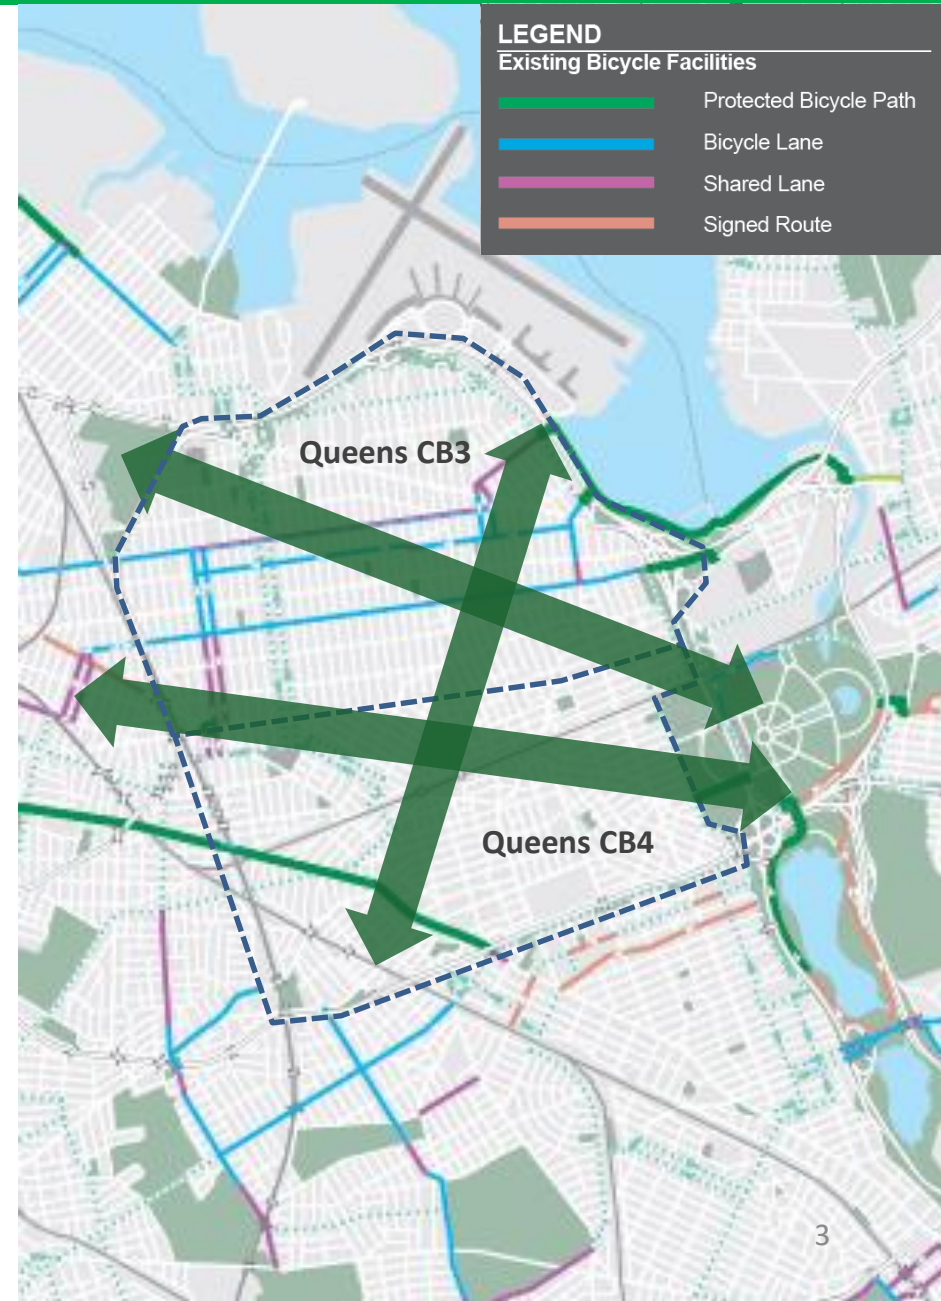 LEGEND
Existing Bicycle Facilities
Protected Bicycle Path
Bicycle Lane
Shared Lane
Signed Route
Queens CB3
Queens CB4
3